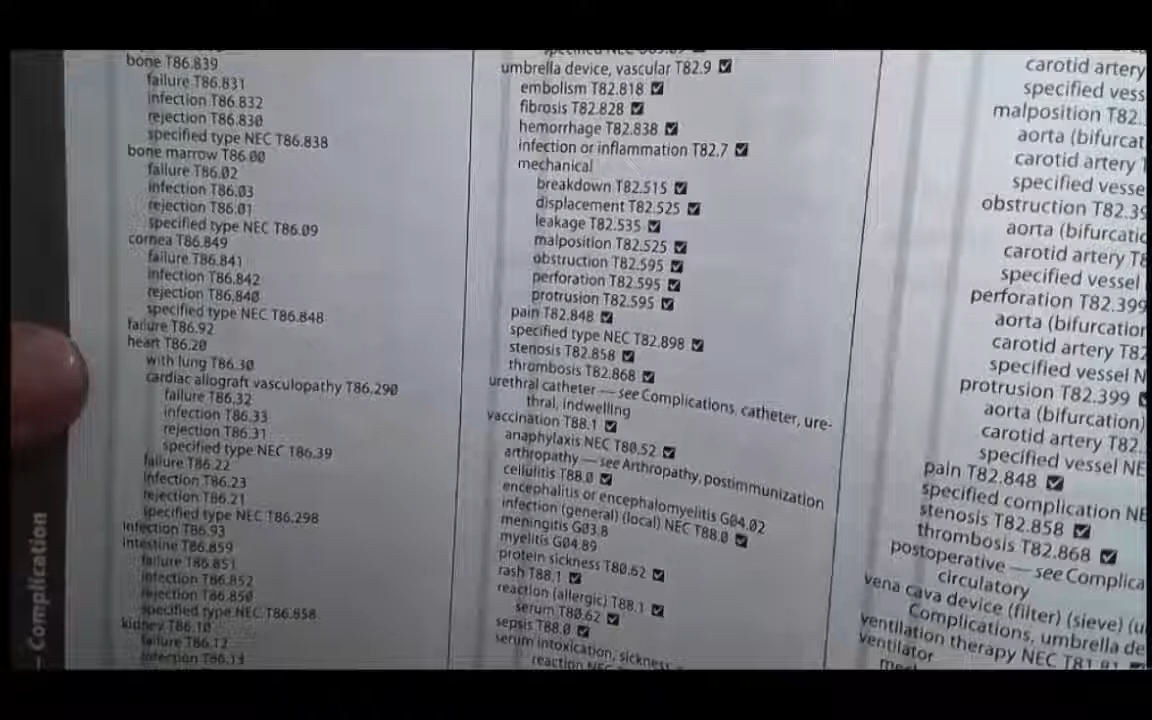 bone T86.839
failure T86.831
infection T86.832
rejection T86.830
specified type NEC T86.838
bone marrow T86.00
failure T86.02
infection T86.03
rejection T86.01
specified type NEC T86.09
cornea T86.849
failure T86.841
infection T86.842
rejection T86.840
specified type NEC T86.848
failure T86.92
heart T86.20
with lung T86.30
cardiac allograft vasculopathy T86.290
failure T86.32
infection T86.33
rejection T86.31
specified type NEC T86.39
failure T86.22
infection T86.23
rejection T86.21
specified type NEC T86.298
infection T86.93
intestine T86.859
failure T86.851
infection T86.852
rejection T86.850
specified type NEC T86.858
kidney T86.10
failure T86.12
infection T86.13
umbrella device, vascular T82.9 ☑
embolism T82.818 ☑
fibrosis T82.828 ☑
hemorrhage T82.838 ☑
infection or inflammation T82.7 ☑
mechanical
breakdown T82.515 ☑
displacement T82.525 ☑
leakage T82.535 ☑
malposition T82.525 ☑
obstruction T82.595 ☑
perforation T82.595 ☑
protrusion T82.595 ☑
pain T82.848 ☑
specified type NEC T82.898 ☑
stenosis T82.858 ☑
thrombosis T82.868 ☑
urethral catheter — see Complications, catheter, ure-
thral, indwelling
vaccination T88.1 ☑
anaphylaxis NEC T80.52 ☑
arthropathy — see Arthropathy, postimmunization
cellulitis T88.0 ☑
encephalitis or encephalomyelitis G04.02
infection (general) (local) NEC T88.0 ☑
meningitis G03.8
myelitis G04.89
protein sickness T80.62 ☑
rash T88.1 ☑
reaction (allergic) T88.1 ☑
serum T80.62 ☑
sepsis T88.0 ☑
serum intoxication, sickness
reaction NEC
carotid artery
specified vess
malposition T82.
aorta (bifurcat
carotid artery
specified vesse
obstruction T82.39
aorta (bifurcatio
carotid artery T8
specified vessel
perforation T82.399
aorta (bifurcation
carotid artery T82
specified vessel N
protrusion T82.399
aorta (bifurcation)
carotid artery T82.
specified vessel NE
pain T82.848 ☑
specified complication NE
stenosis T82.858 ☑
thrombosis T82.868 ☑
postoperative — see Complica
circulatory
vena cava device (filter) (sieve) (u
Complications, umbrella de
ventilation therapy NEC T81.81
ventilator
— Complication